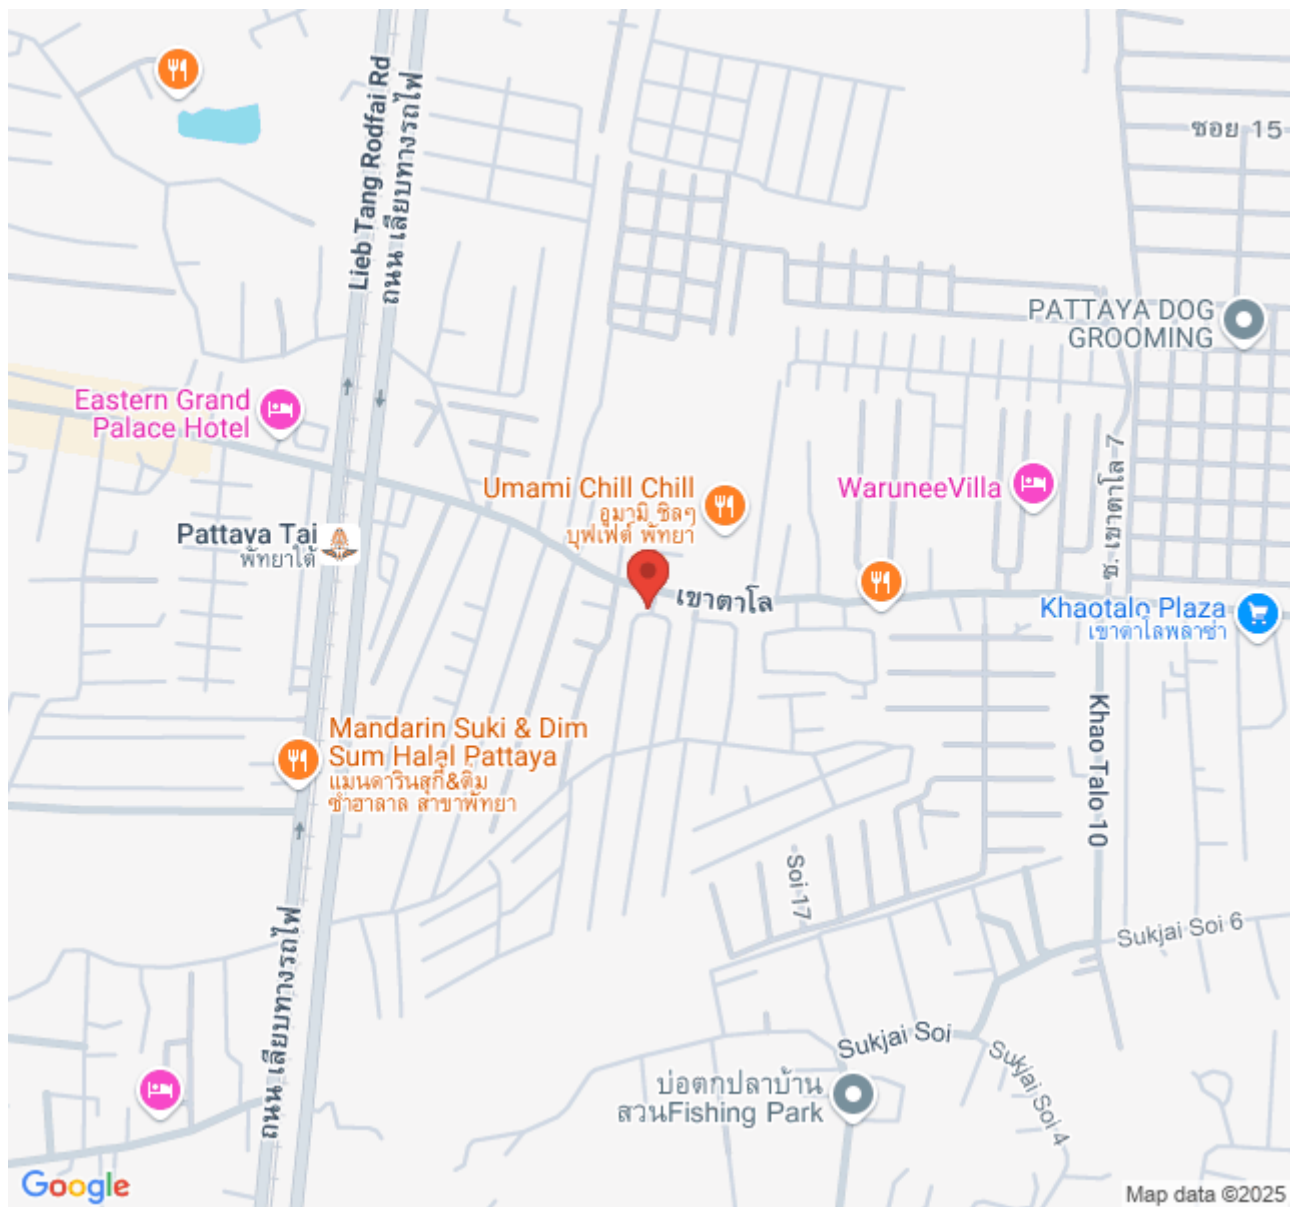 ซอย 15
Lieb Tang Rodfai Rd
ถนน เลียบทางรถไฟ
PATTAYA DOG
GROOMING
Eastern Grand
Palace Hotel
ซ. เขาตาโล 7
Umami Chill Chill
อูมามิ ชิลๆ
บุฟเฟ่ต์ พัทยา
WaruneeVilla
Pattaya Tai
พัทยาใต้
เขาตาโล
Khaotalo Plaza
เขาตาโลพลาซ่า
Mandarin Suki & Dim
Sum Halal Pattaya
แมนดารินสุกี้&ติ่ม
ซำฮาลาล สาขาพัทยา
Khao Talo 10
Soi 17
Sukjai Soi 6
ถนน เลียบทางรถไฟ
Sukjai Soi
Sukjai Soi 4
บ่อตกปลาบ้าน
สวนFishing Park
Google
Map data ©2025